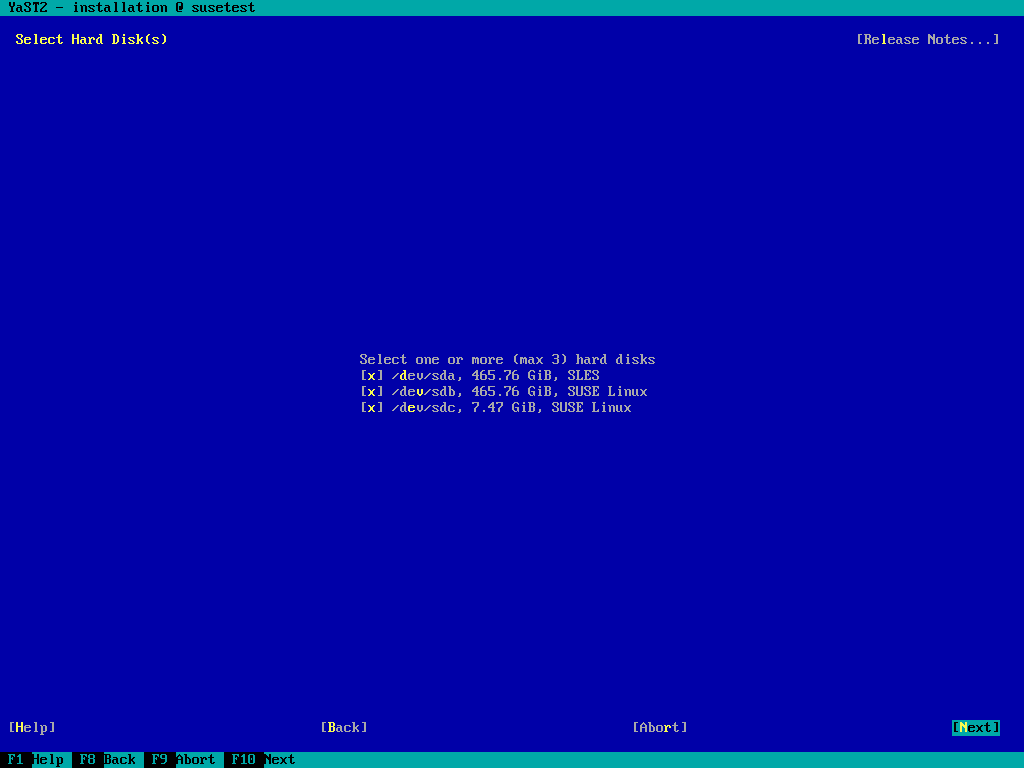 YaST2 - installation @ susetest
Select Hard Disk(s) [Release Notes...]
Select one or more (max 3) hard disks
[x] /dev/sda, 465.76 GiB, SLES
[x] /dev/sdb, 465.76 GiB, SUSE Linux
[x] /dev/sdc, 7.47 GiB, SUSE Linux
[Help] [Back] [Abort] [Next]
F1 Help F8 Back F9 Abort F10 Next